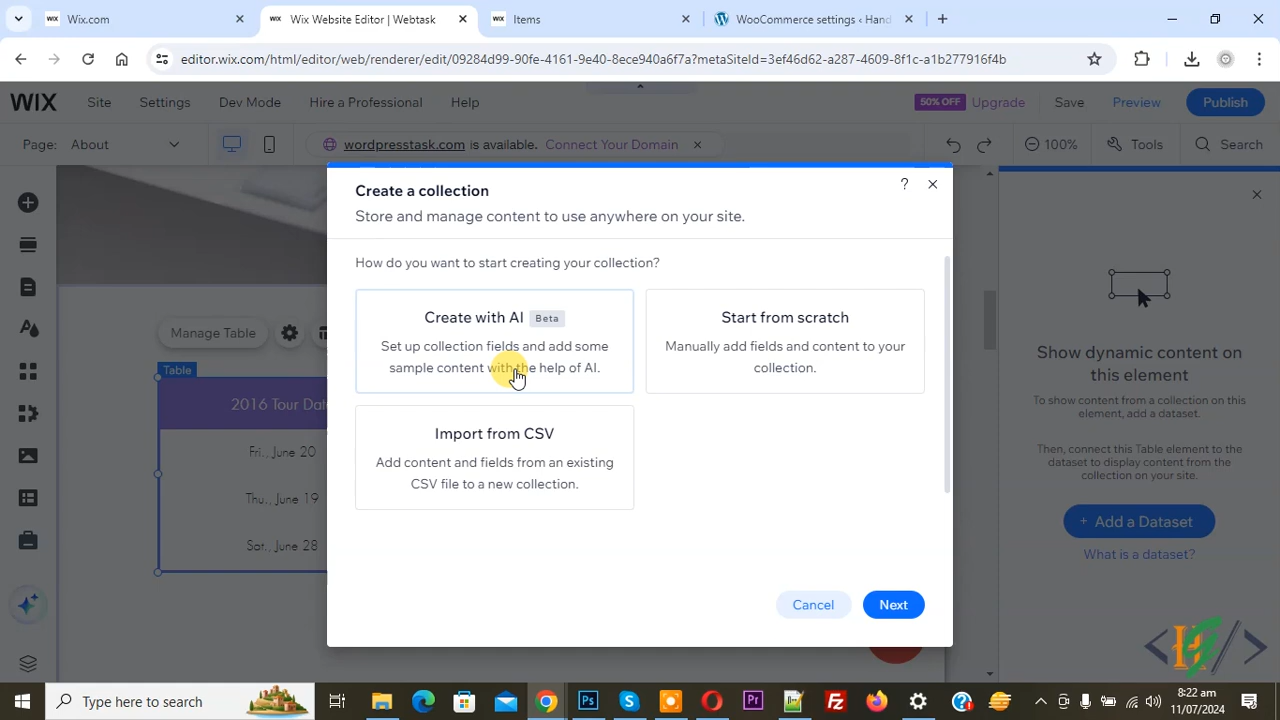 Wix.com
Wix Website Editor | Webtask
Items
WooCommerce settings ‹ Hand
editor.wix.com/html/editor/web/renderer/edit/09284d99-90fe-4161-9e40-8ece940a6f7a?metaSiteId=3ef46d62-a287-4609-8f1c-a1b277916f4b
WIX Site Settings Dev Mode Hire a Professional Help 50% OFF Upgrade Save Preview Publish
Page: About wordpresstask.com is available. Connect Your Domain 100% Tools Search
Create a collection
Store and manage content to use anywhere on your site.
How do you want to start creating your collection?
Create with AI Beta
Set up collection fields and add some
sample content with the help of AI.
Start from scratch
Manually add fields and content to your
collection.
Import from CSV
Add content and fields from an existing
CSV file to a new collection.
Cancel Next
Manage Table
Table
2016 Tour Dat
Fri., June 20
Thu., June 19
Sat., June 28
Show dynamic content on
this element
To show content from a collection on this
element, add a dataset.
Then, connect this Table element to the
dataset to display content from the
collection on your site.
+ Add a Dataset
What is a dataset?
Type here to search
8:22 am
11/07/2024